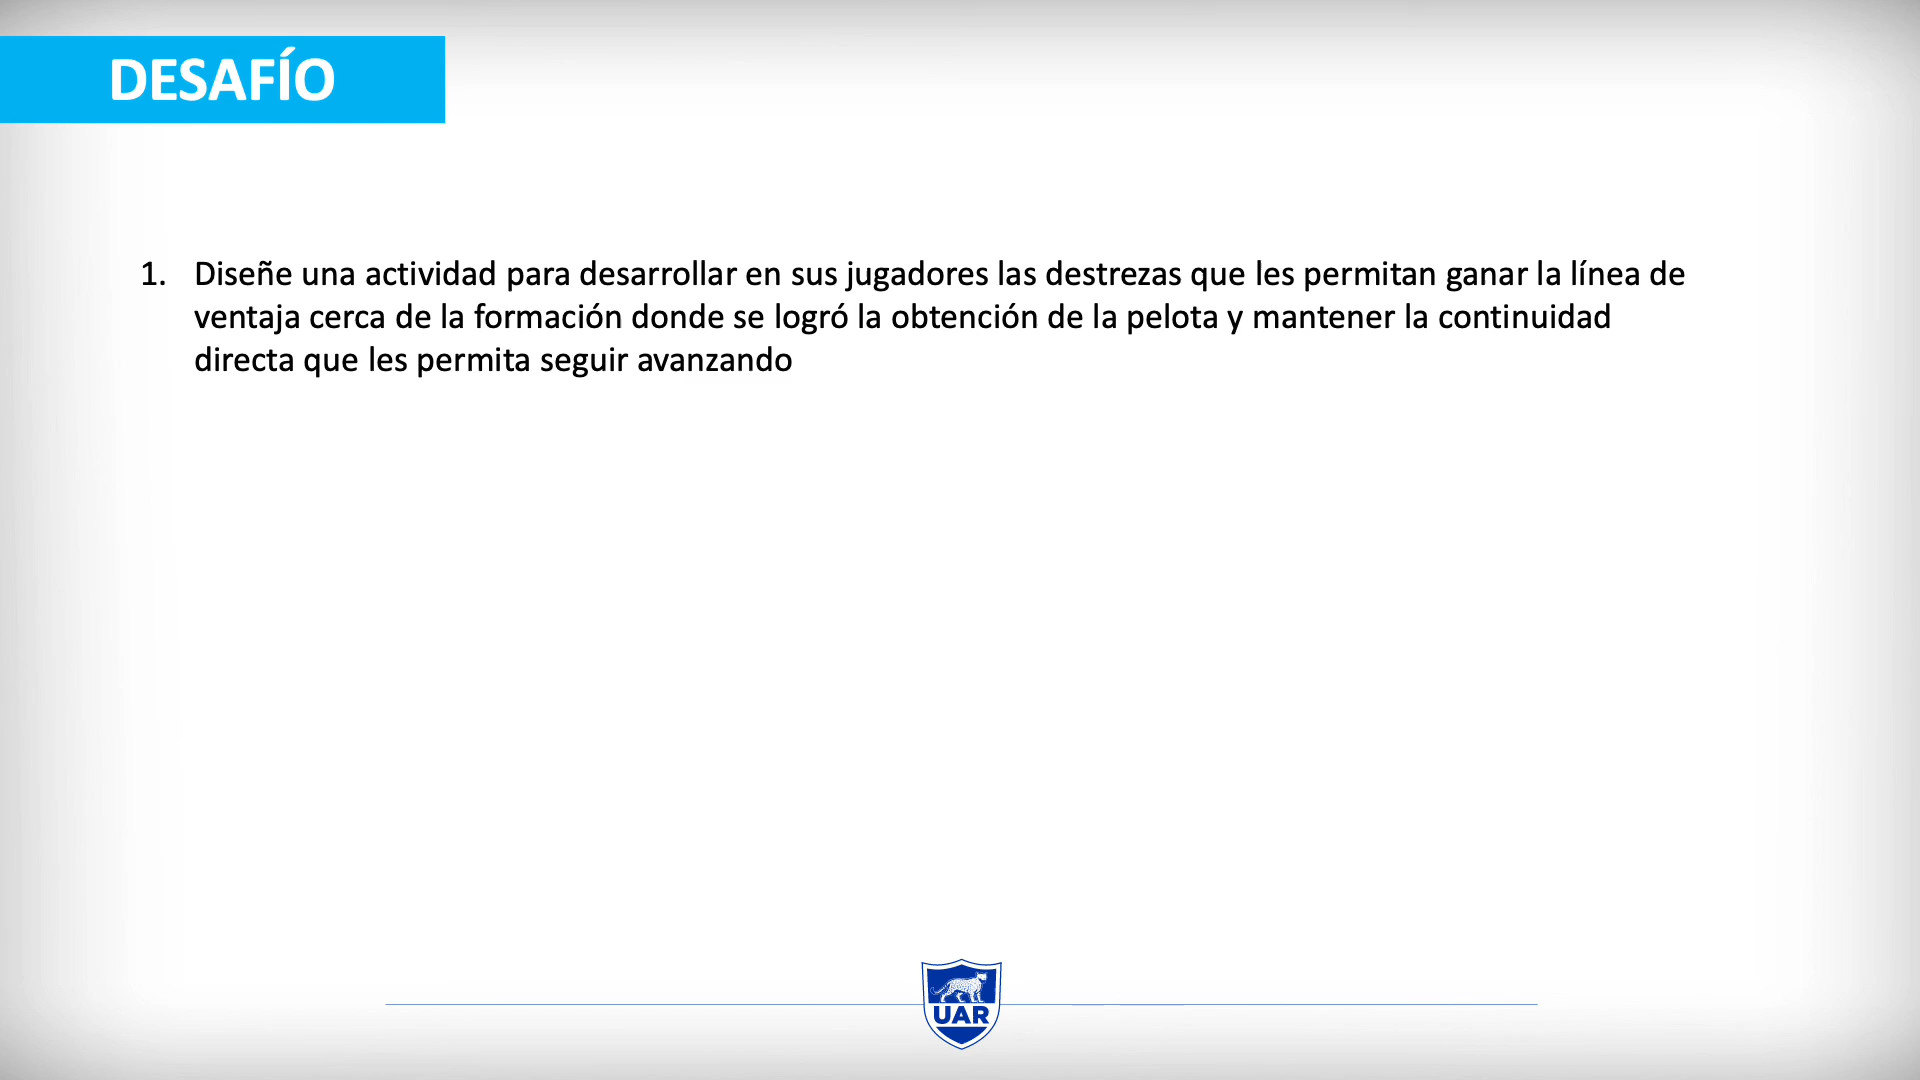 DESAFÍO
1. Diseñe una actividad para desarrollar en sus jugadores las destrezas que les permitan ganar la línea de
ventaja cerca de la formación donde se logró la obtención de la pelota y mantener la continuidad
directa que les permita seguir avanzando
UAR